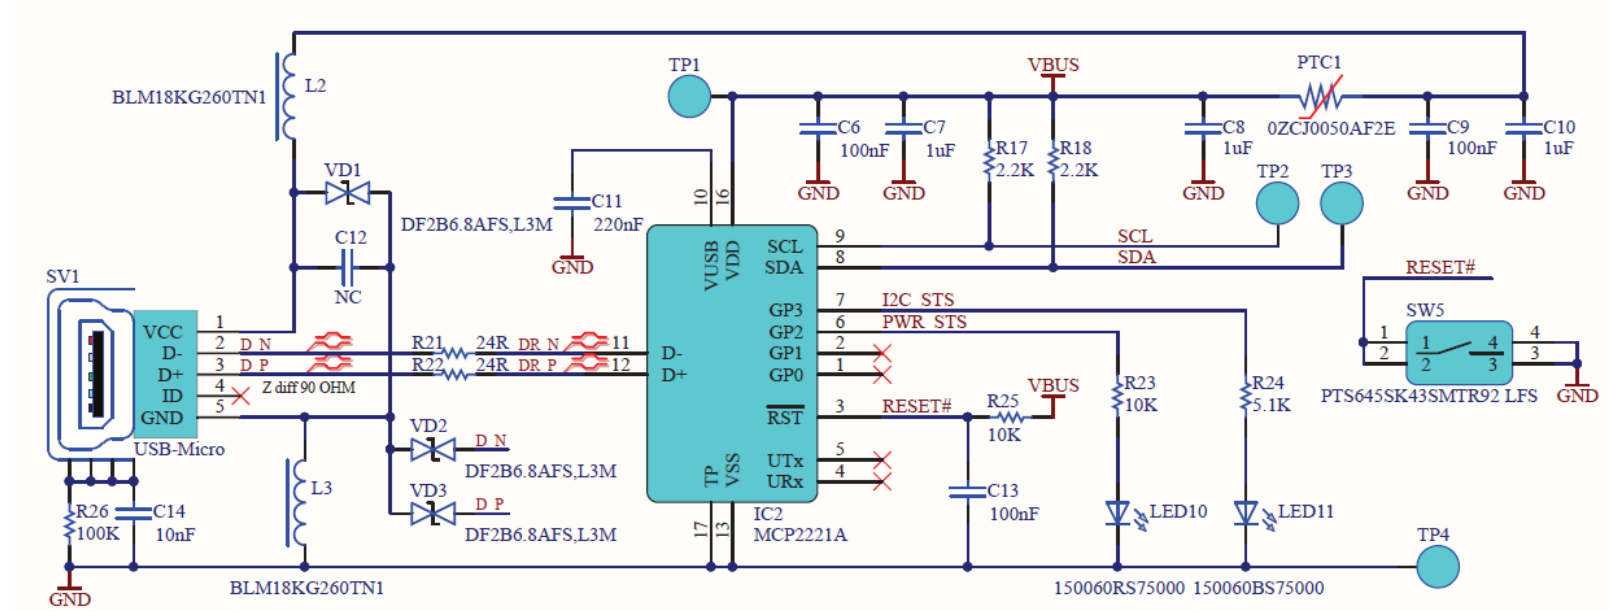 TP1
VBUS
PTC1
L2
BLM18KG260TN1
C6
100nF
C7
1uF
R17
2.2K
R18
2.2K
C8
1uF
0ZCJ0050AF2E
C9
100nF
C10
1uF
GND
GND
GND
GND
GND
TP2
TP3
VD1
DF2B6.8AFS,L3M
C11
220nF
GND
10
16
C12
NC
VUSB
VDD
SCL
9
SCL
SDA
8
SDA
RESET#
SV1
GP3
7
I2C_STS
GP2
6
PWR_STS
GP1
2
GP0
1
SW5
1
2
1
2
4
3
4
3
PTS645SK43SMTR92 LFS
GND
VCC
1
D-
2
D_N
R21
24R
DR_N
11
D-
D+
3
D_P
R22
24R
DR_P
12
D+
ID
4
Z diff 90 OHM
GND
5
USB-Micro
RST
3
RESET#
R25
10K
VBUS
R23
10K
R24
5.1K
VD2
D_N
DF2B6.8AFS,L3M
UTx
5
URx
4
TP
VSS
L3
VD3
D_P
DF2B6.8AFS,L3M
17
13
IC2
MCP2221A
C13
100nF
LED10
LED11
R26
100K
C14
10nF
TP4
GND
BLM18KG260TN1
150060RS75000
150060BS75000